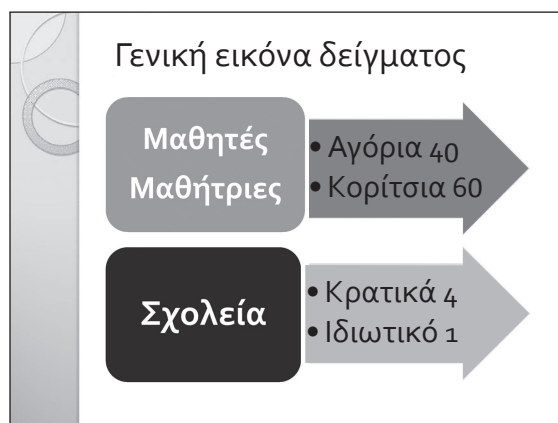 Γενική εικόνα δείγματος
Μαθητές
Μαθήτριες
• Αγόρια 40
• Κορίτσια 60
Σχολεία
• Κρατικά 4
• Ιδιωτικό 1